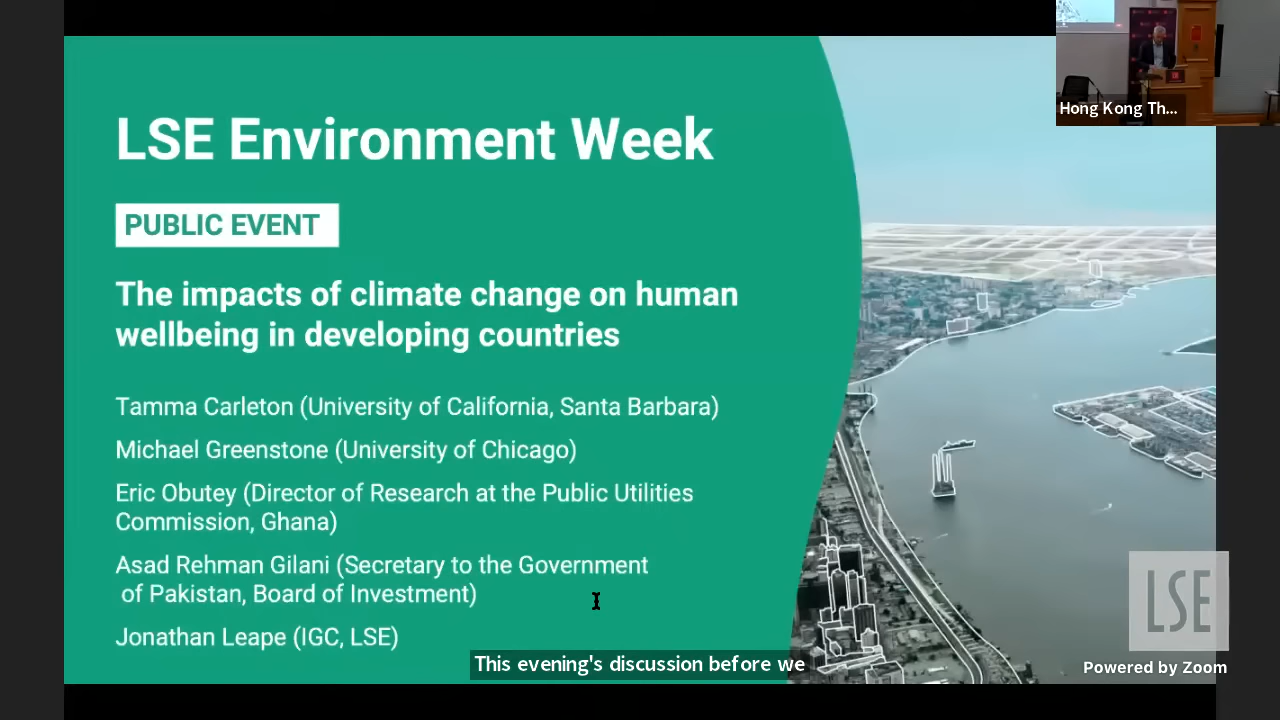 Hong Kong Th...
LSE Environment Week
PUBLIC EVENT
The impacts of climate change on human
wellbeing in developing countries
Tamma Carleton (University of California, Santa Barbara)
Michael Greenstone (University of Chicago)
Eric Obutey (Director of Research at the Public Utilities
Commission, Ghana)
Asad Rehman Gilani (Secretary to the Government
of Pakistan, Board of Investment)
Jonathan Leape (IGC, LSE)
LSE
This evening's discussion before we
Powered by Zoom